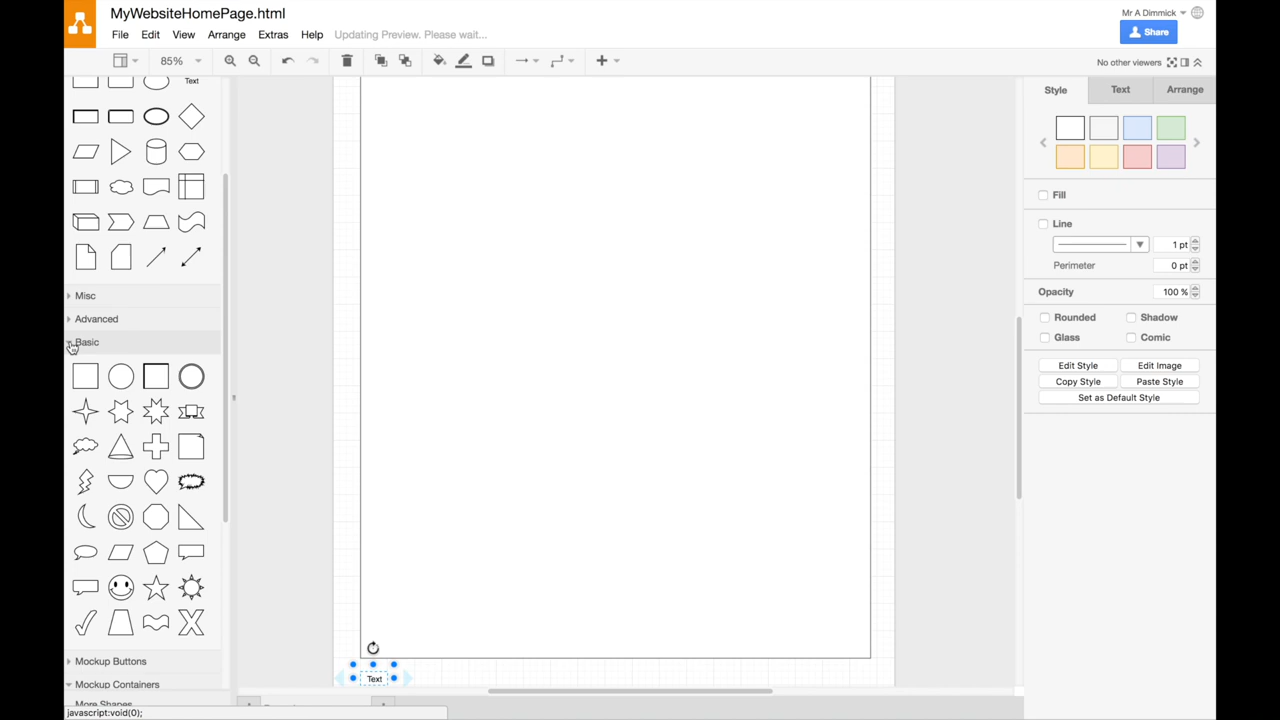 MyWebsiteHomePage.html
Mr A Dimmick
File Edit View Arrange Extras Help Updating Preview. Please wait...
Share
85%
No other viewers
Text
Style Text Arrange
Fill
Line
1 pt
Perimeter 0 pt
Opacity 100 %
Rounded Shadow
Glass Comic
Edit Style Edit Image
Copy Style Paste Style
Set as Default Style
Misc
Advanced
Basic
Mockup Buttons
Mockup Containers
More Shapes
Text
javascript:void(0);